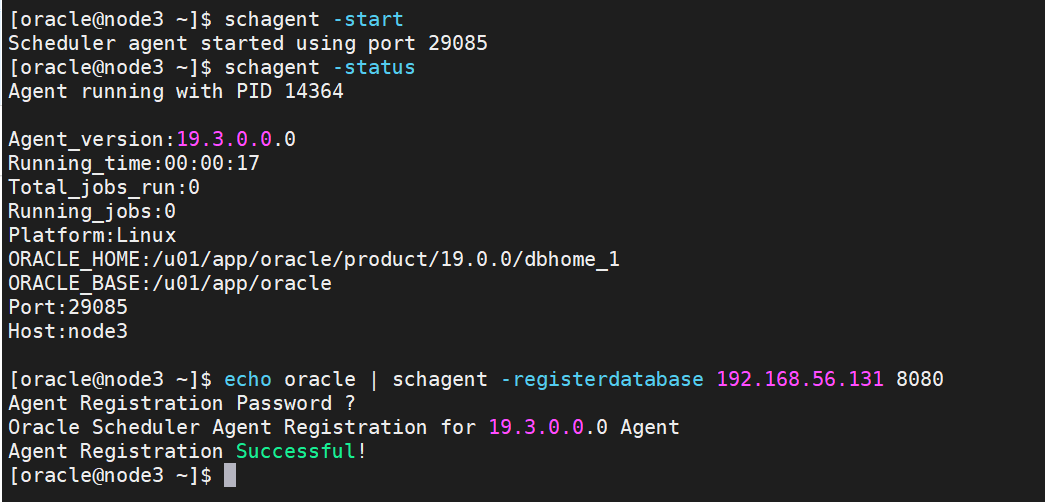 [oracle@node3 ~]$ schagent -start
Scheduler agent started using port 29085
[oracle@node3 ~]$ schagent -status
Agent running with PID 14364
Agent_version:19.3.0.0.0
Running_time:00:00:17
Total_jobs_run:0
Running_jobs:0
Platform:Linux
ORACLE_HOME:/u01/app/oracle/product/19.0.0/dbhome_1
ORACLE_BASE:/u01/app/oracle
Port:29085
Host:node3
[oracle@node3 ~]$ echo oracle | schagent -registerdatabase 192.168.56.131 8080
Agent Registration Password ?
Oracle Scheduler Agent Registration for 19.3.0.0.0 Agent
Agent Registration Successful!
[oracle@node3 ~]$